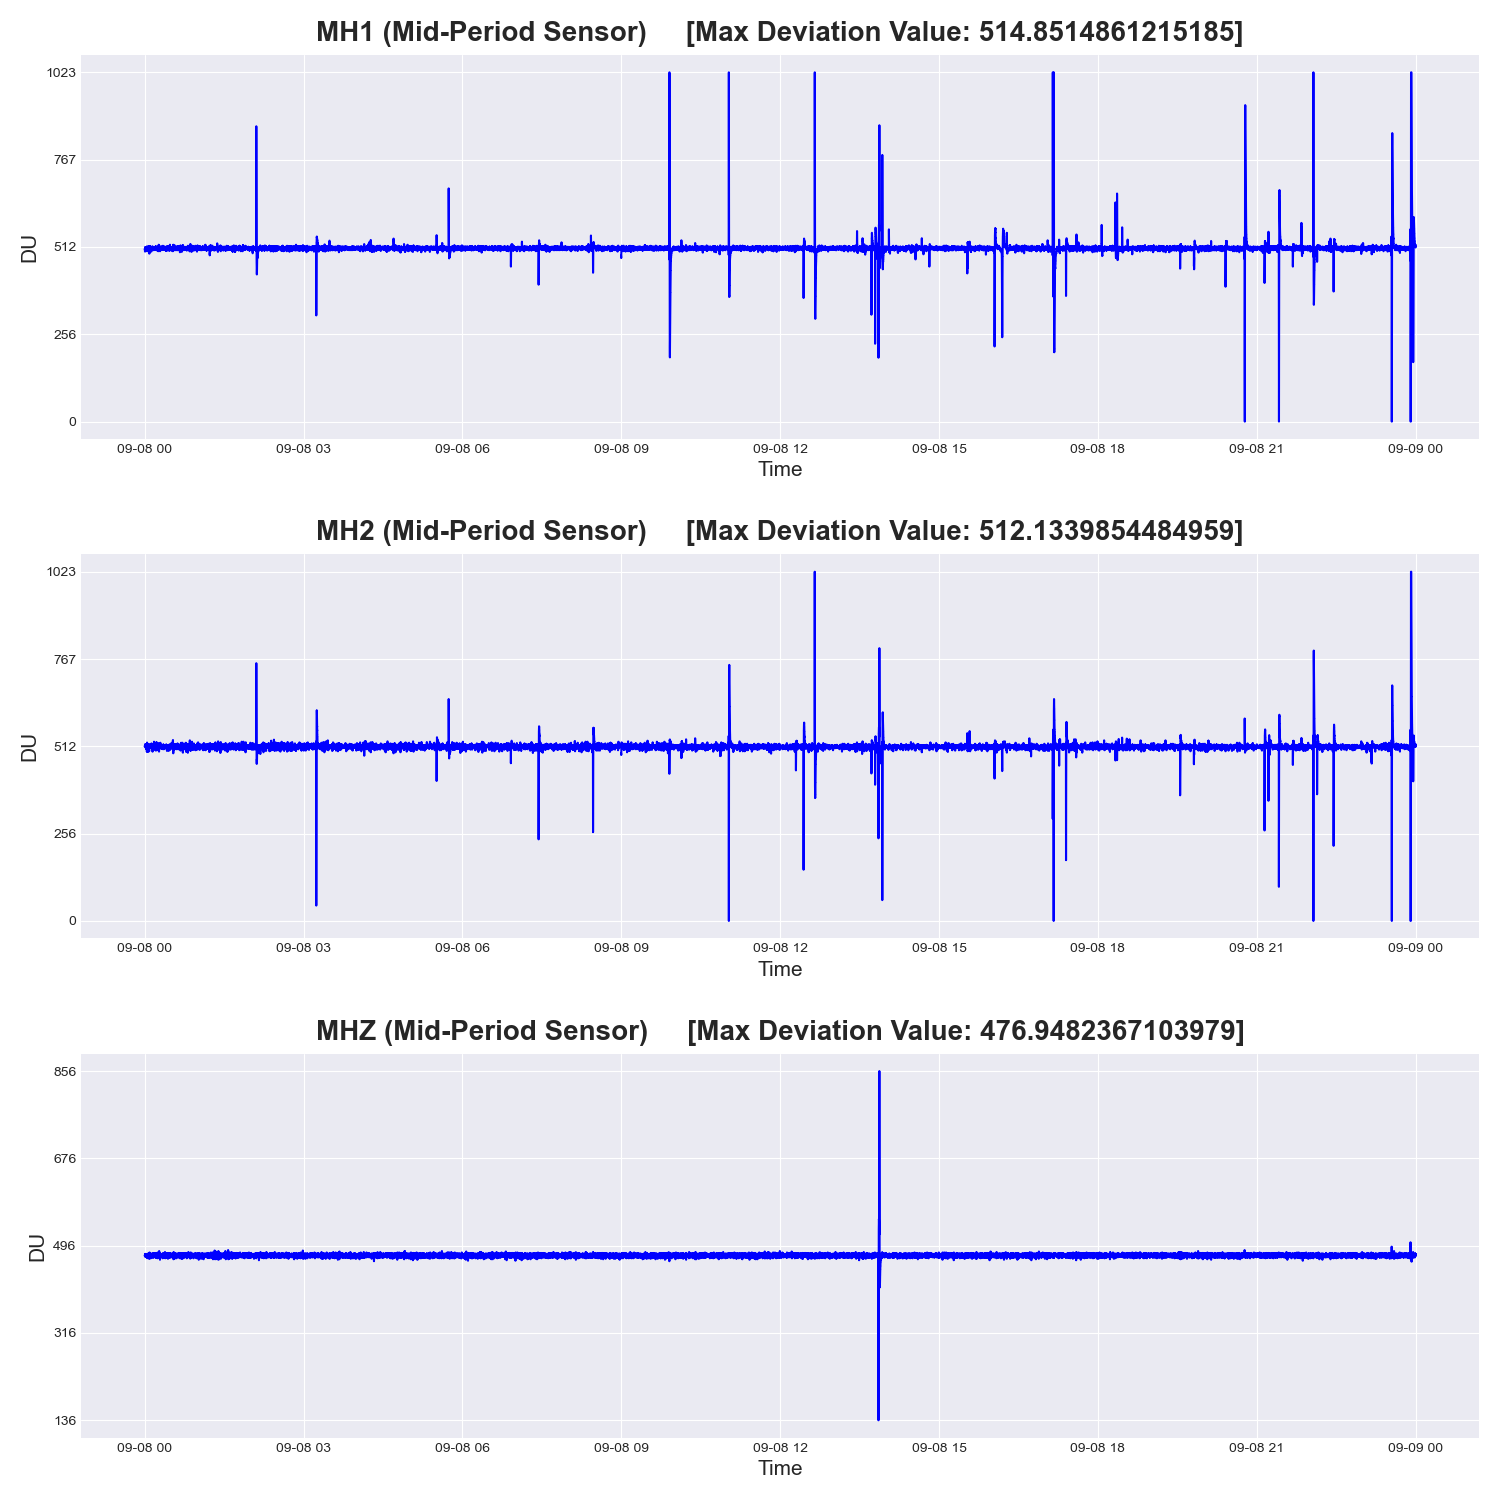 MH1 (Mid-Period Sensor) [Max Deviation Value: 514.8514861215185]
1023
767
512
256
0
DU
09-08 00 09-08 03 09-08 06 09-08 09 09-08 12 09-08 15 09-08 18 09-08 21 09-09 00
Time
MH2 (Mid-Period Sensor) [Max Deviation Value: 512.1339854484959]
1023
767
512
256
0
DU
09-08 00 09-08 03 09-08 06 09-08 09 09-08 12 09-08 15 09-08 18 09-08 21 09-09 00
Time
MHZ (Mid-Period Sensor) [Max Deviation Value: 476.9482367103979]
856
676
496
316
136
DU
09-08 00 09-08 03 09-08 06 09-08 09 09-08 12 09-08 15 09-08 18 09-08 21 09-09 00
Time